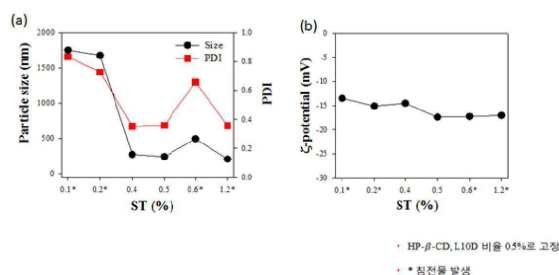 (a)
Particle size (nm)
2000
1500
1000
500
0
Size
PDI
1.0
0.8
0.6
0.4
0.2
0.0
PDI
0.1* 0.2* 0.4 0.5 0.6* 1.2*
ST (%)
(b)
ζ-potential (mV)
0
-5
-10
-15
-20
-25
-30
0.1* 0.2* 0.4 0.5 0.6* 1.2*
ST (%)
HP-β-CD, L10D 비율 0.5%로 고정
* 침전물 발생